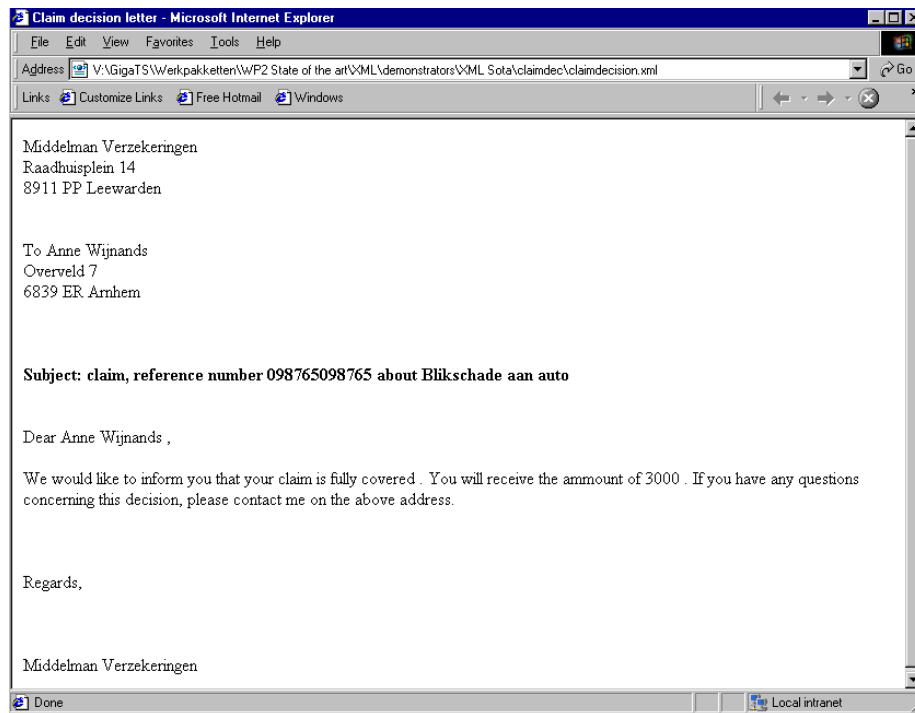 Claim decision letter - Microsoft Internet Explorer
File Edit View Favorites Tools Help
Address V:\GigaTS\Werkpakketten\WP2 State of the art\XML\demonstrators\XML Sota\claimdec\claimdecision.xml Go
Links Customize Links Free Hotmail Windows
Middelman Verzekeringen
Raadhuisplein 14
8911 PP Leewarden
To Anne Wijnands
Overveld 7
6839 ER Arnhem
Subject: claim, reference number 098765098765 about Blikschade aan auto
Dear Anne Wijnands ,
We would like to inform you that your claim is fully covered . You will receive the ammount of 3000 . If you have any questions
concerning this decision, please contact me on the above address.
Regards,
Middelman Verzekeringen
Done Local intranet